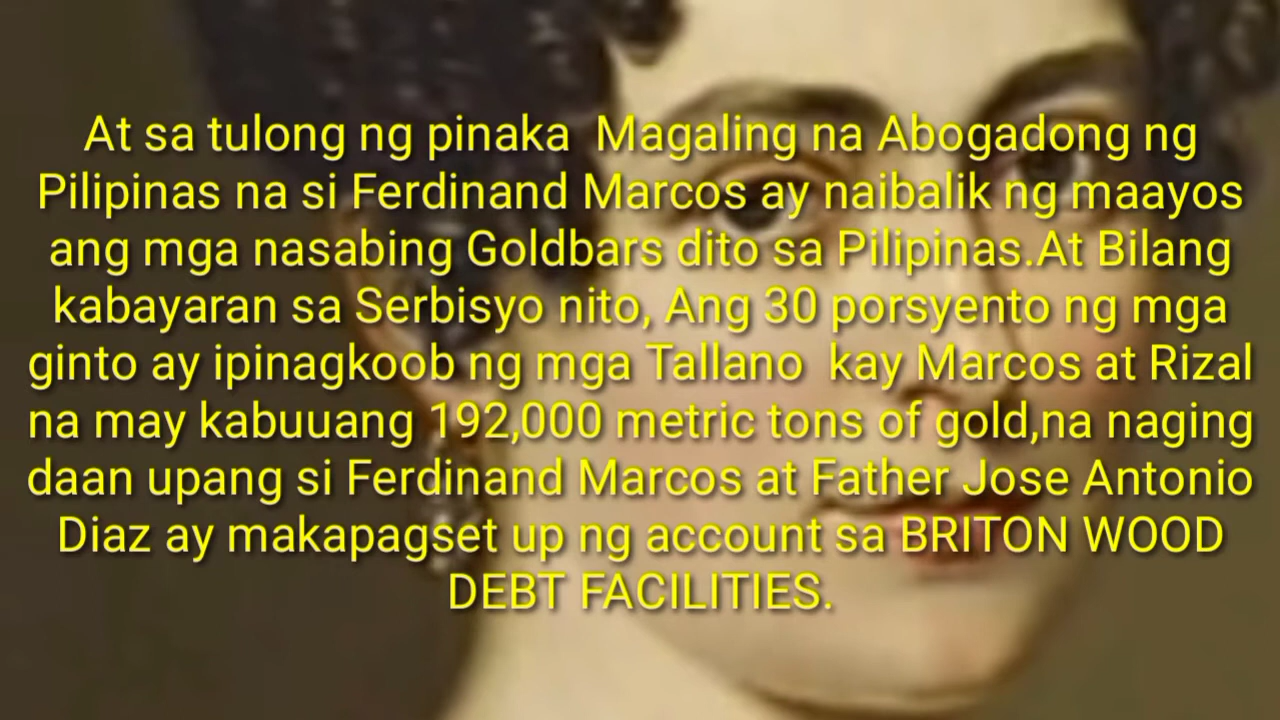 At sa tulong ng pinaka  Magaling na Abogadong ng
Pilipinas na si Ferdinand Marcos ay naibalik ng maayos
ang mga nasabing Goldbars dito sa Pilipinas.At Bilang
kabayaran sa Serbisyo nito, Ang 30 porsyento ng mga
ginto ay ipinagkoob ng mga Tallano  kay Marcos at Rizal
na may kabuuang 192,000 metric tons of gold,na naging
daan upang si Ferdinand Marcos at Father Jose Antonio
Diaz ay makapagset up ng account sa BRITON WOOD
DEBT FACILITIES.